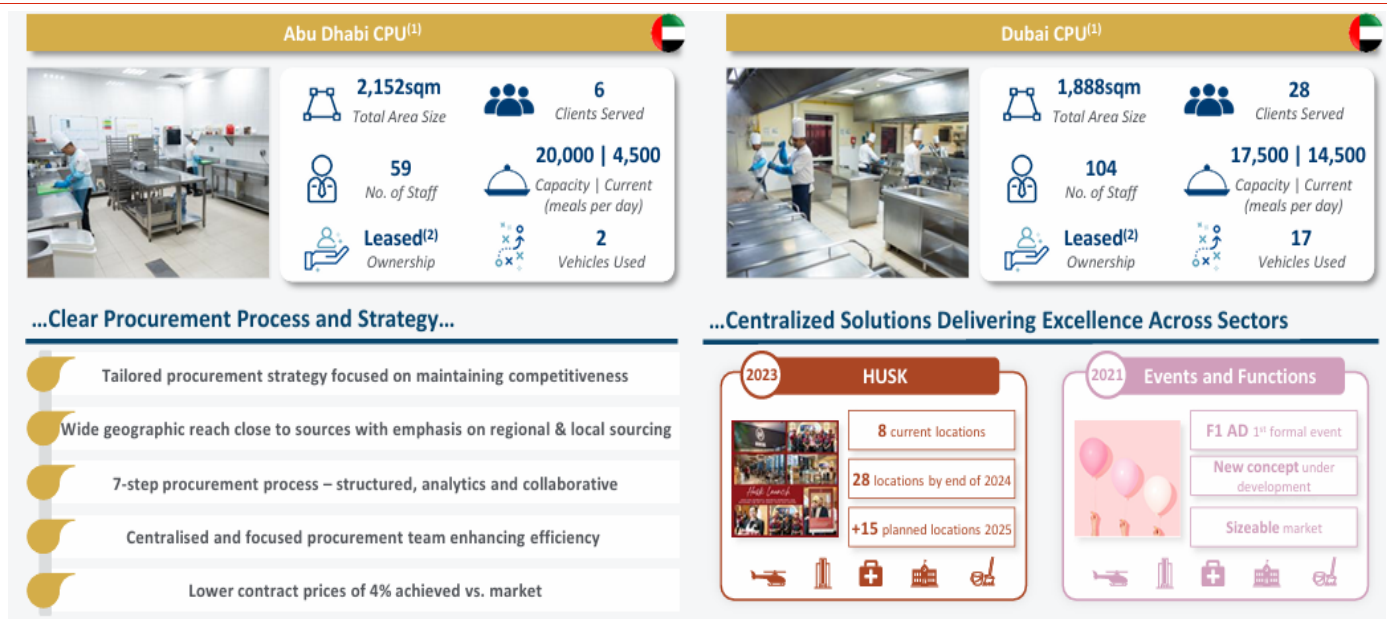 Abu Dhabi CPU(1)
2,152sqm
Total Area Size
6
Clients Served
59
No. of Staff
20,000 | 4,500
Capacity | Current
(meals per day)
Leased(2)
Ownership
2
Vehicles Used
Dubai CPU(1)
1,888sqm
Total Area Size
28
Clients Served
104
No. of Staff
17,500 | 14,500
Capacity | Current
(meals per day)
Leased(2)
Ownership
17
Vehicles Used
...Clear Procurement Process and Strategy...
Tailored procurement strategy focused on maintaining competitiveness
Wide geographic reach close to sources with emphasis on regional & local sourcing
7-step procurement process – structured, analytics and collaborative
Centralised and focused procurement team enhancing efficiency
Lower contract prices of 4% achieved vs. market
...Centralized Solutions Delivering Excellence Across Sectors
2023
HUSK
8 current locations
28 locations by end of 2024
+15 planned locations 2025
Husk Launch
2021
Events and Functions
F1 AD 1st formal event
New concept under
development
Sizeable market